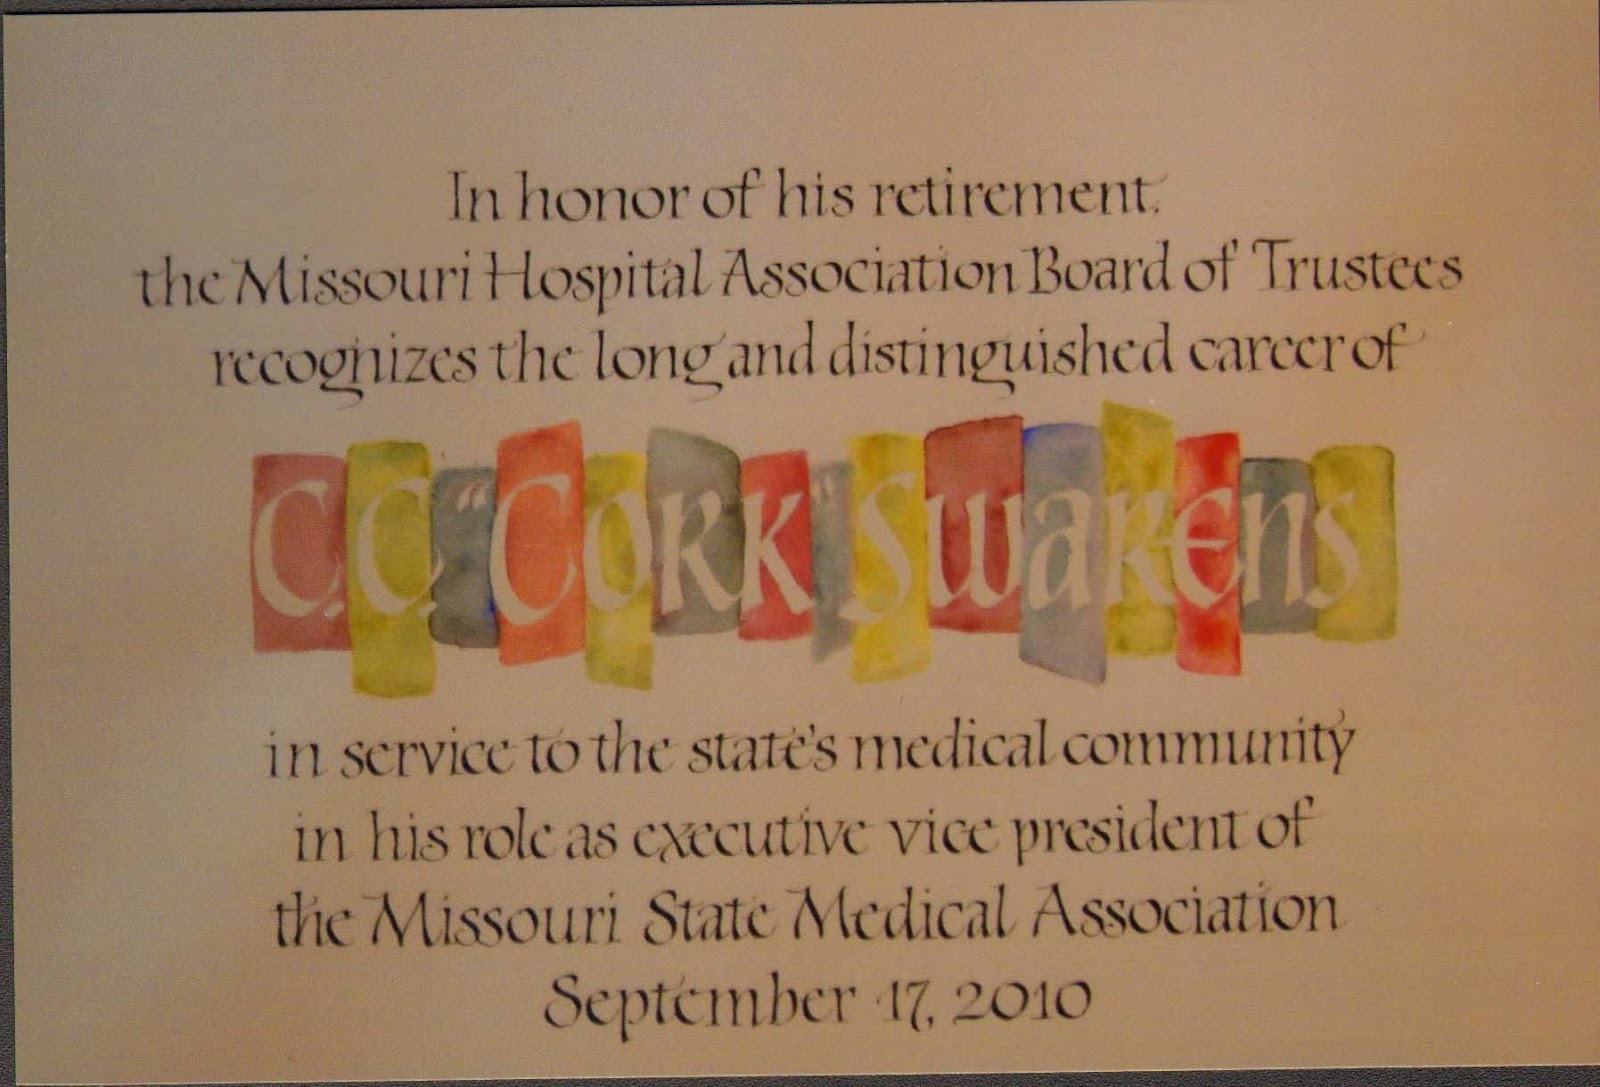 In honor of his retirement,
the Missouri Hospital Association Board of Trustees
recognizes the long and distinguished career of
C.C. "Cork" Swarens
in service to the state's medical community
in his role as executive vice president of
the Missouri State Medical Association
September 17, 2010